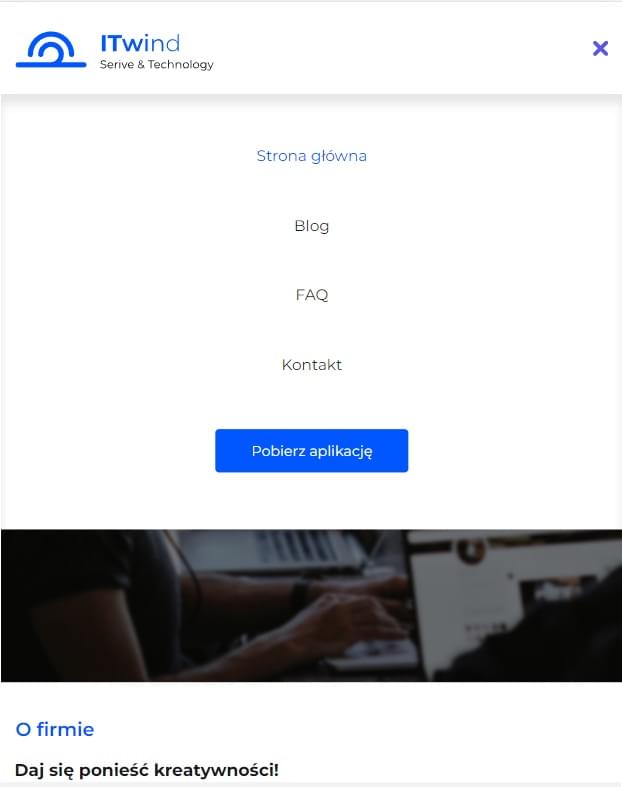 ITwind
Serive & Technology
Strona główna
Blog
FAQ
Kontakt
Pobierz aplikację
O firmie
Daj się ponieść kreatywności!